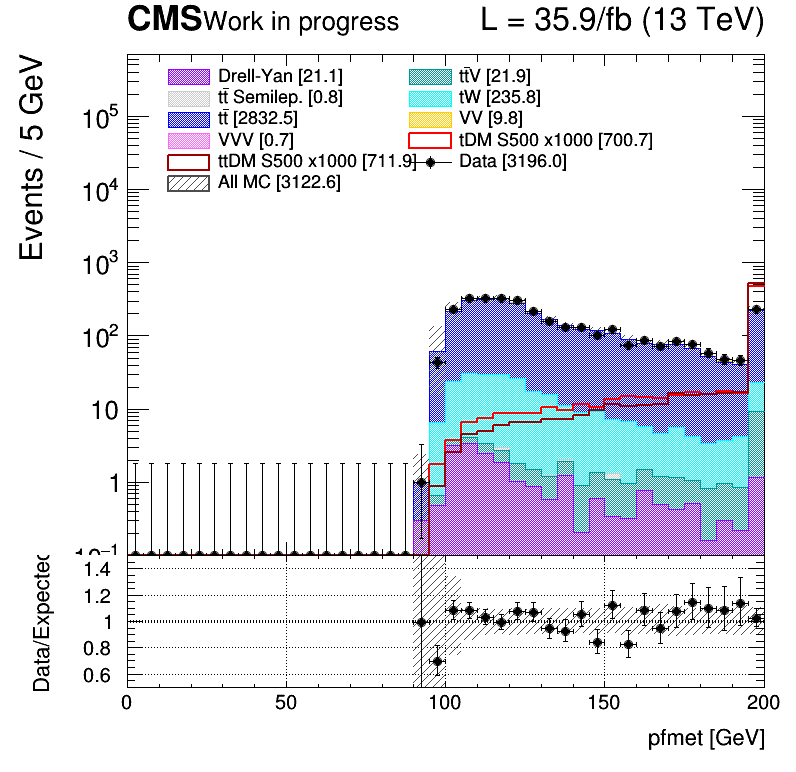 CMS Work in progress L = 35.9/fb (13 TeV)
Events / 5 GeV
Drell-Yan [21.1] tt̄V [21.9]
tt̄ Semilep. [0.8] tW [235.8]
tt̄ [2832.5] VV [9.8]
VVV [0.7] tDM S500 x1000 [700.7]
ttDM S500 x1000 [711.9] Data [3196.0]
All MC [3122.6]
10⁵
10⁴
10³
10²
10
1
10⁻¹
Data/Expected
1.4
1.2
1
0.8
0.6
0 50 100 150 200
pfmet [GeV]